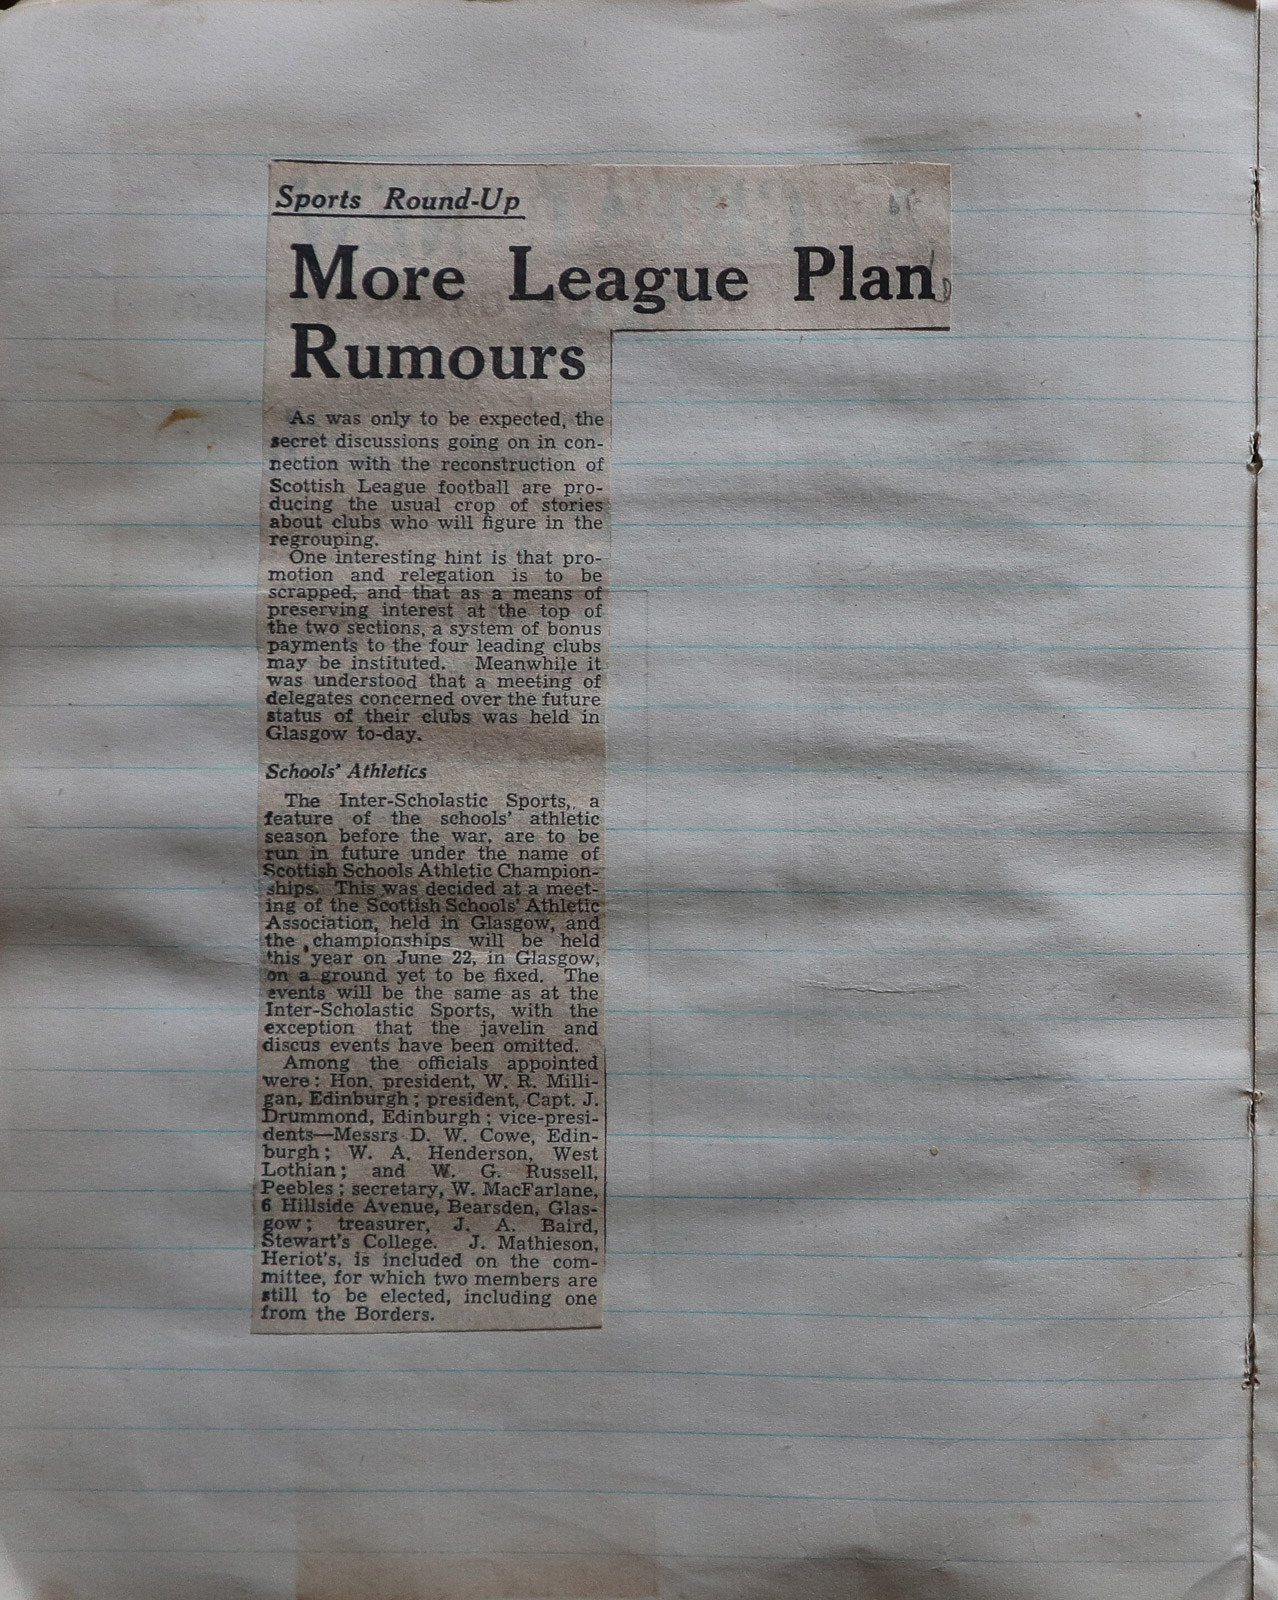 Sports Round-Up
More League Plan
Rumours
As was only to be expected, the
secret discussions going on in con-
nection with the reconstruction of
Scottish League football are pro-
ducing the usual crop of stories
about clubs who will figure in the
regrouping.
One interesting hint is that pro-
motion and relegation is to be
scrapped, and that as a means of
preserving interest at the top of
the two sections, a system of bonus
payments to the four leading clubs
may be instituted. Meanwhile it
was understood that a meeting of
delegates concerned over the future
status of their clubs was held in
Glasgow to-day.
Schools' Athletics
The Inter-Scholastic Sports, a
feature of the schools' athletic
season before the war, are to be
run in future under the name of
Scottish Schools Athletic Champion-
ships. This was decided at a meet-
ing of the Scottish Schools' Athletic
Association, held in Glasgow, and
the championships will be held
this year on June 22, in Glasgow,
on a ground yet to be fixed. The
events will be the same as at the
Inter-Scholastic Sports, with the
exception that the javelin and
discus events have been omitted.
Among the officials appointed
were: Hon. president, W. R. Milli-
gan, Edinburgh; president, Capt. J.
Drummond, Edinburgh; vice-presi-
dents—Messrs D. W. Cowe, Edin-
burgh; W. A. Henderson, West
Lothian; and W. G. Russell,
Peebles; secretary, W. MacFarlane,
6 Hillside Avenue, Bearsden, Glas-
gow; treasurer, J. A. Baird,
Stewart's College. J. Mathieson,
Heriot's, is included on the com-
mittee, for which two members are
still to be elected, including one
from the Borders.